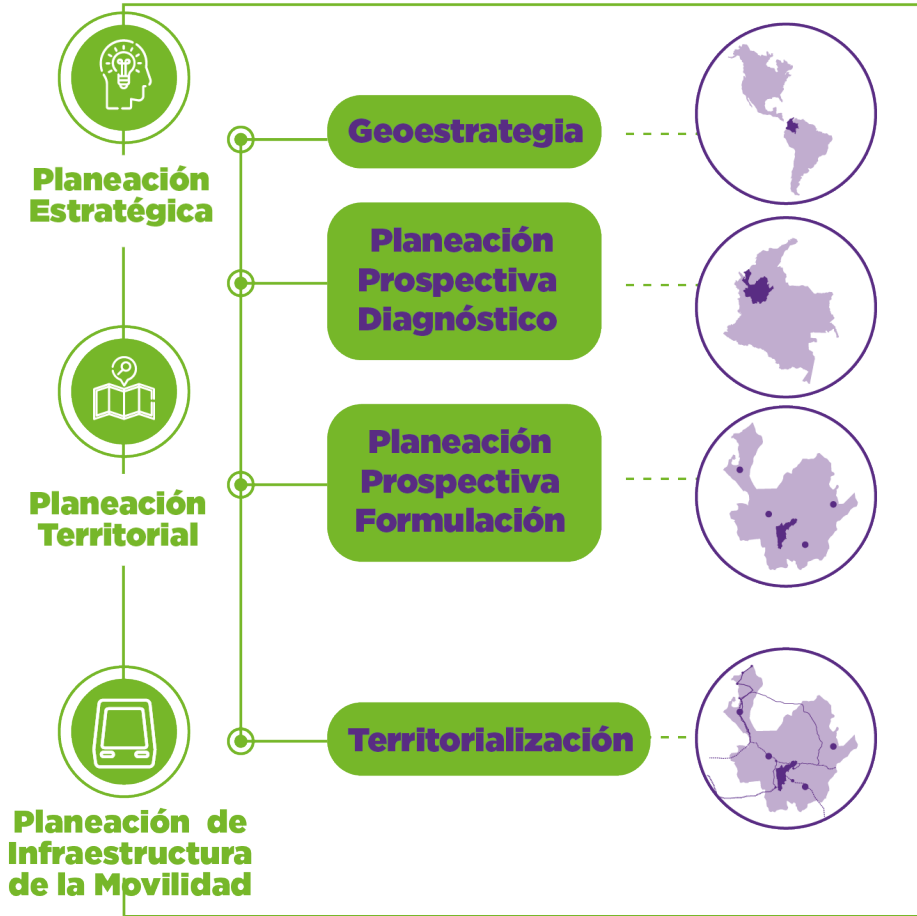 Planeación
Estratégica
Geoestrategia
Planeación
Prospectiva
Diagnóstico
Planeación
Territorial
Planeación
Prospectiva
Formulación
Planeación de
Infraestructura
de la Movilidad
Territorialización